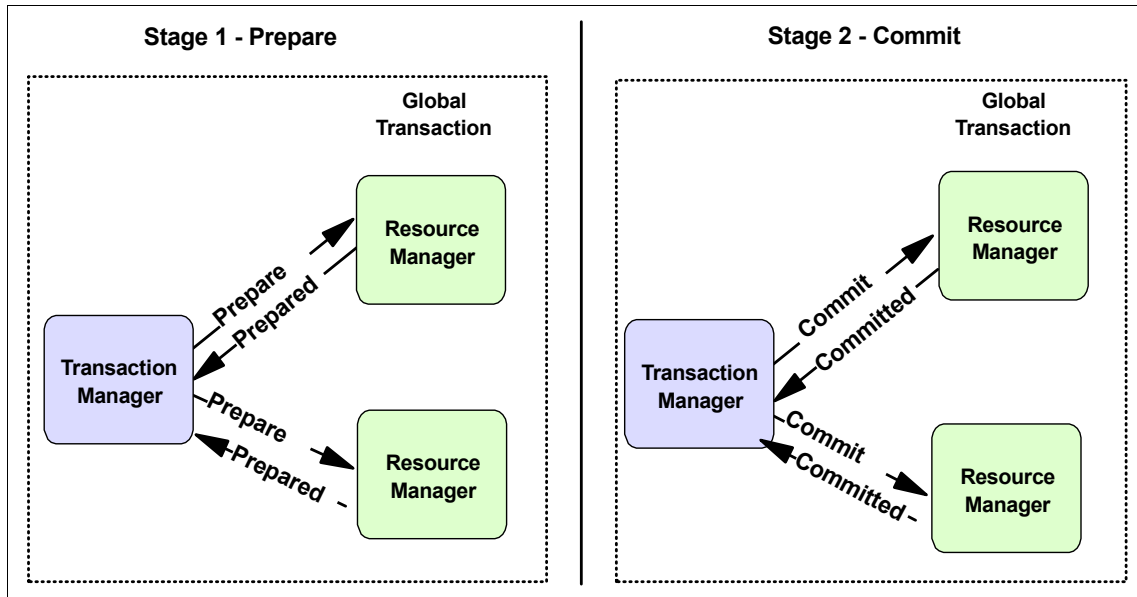 Stage 1 - Prepare
Global
Transaction
Resource
Manager
Prepare
Prepared
Transaction
Manager
Prepare
Prepared
Resource
Manager
Stage 2 - Commit
Global
Transaction
Resource
Manager
Commit
Committed
Transaction
Manager
Commit
Committed
Resource
Manager